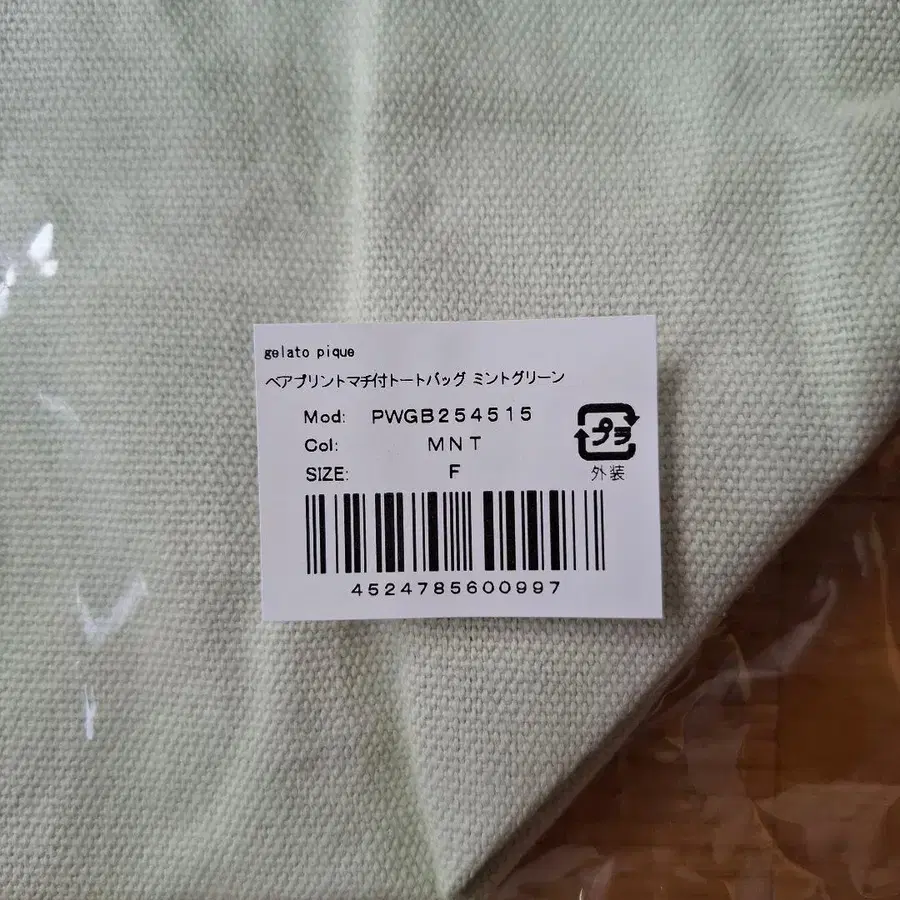 gelato pique
ベアプリントマチ付トートバッグ ミントグリーン
Mod: PWGB254515
Col: MNT
SIZE: F
プラ
外装
4524785600997